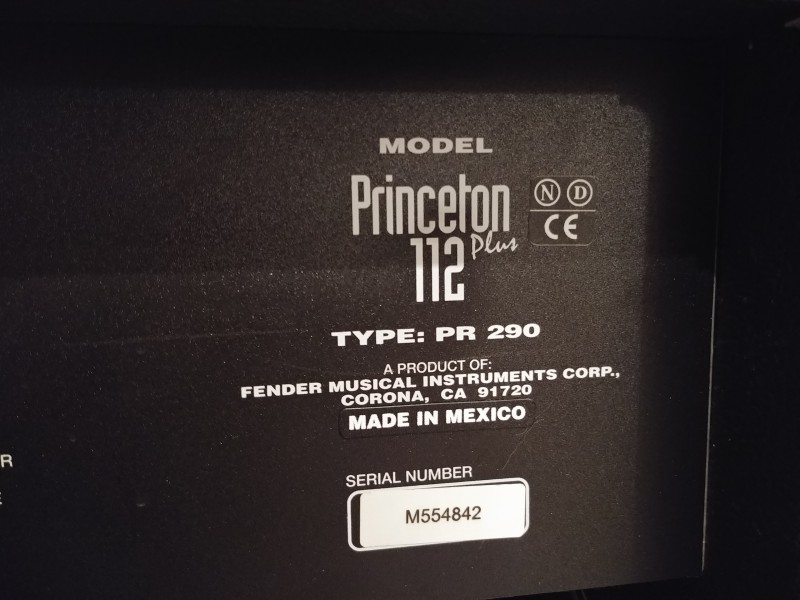 MODEL
Princeton
112 Plus
N D
CE
TYPE: PR 290
A PRODUCT OF:
FENDER MUSICAL INSTRUMENTS CORP.,
CORONA, CA 91720
MADE IN MEXICO
R
E
SERIAL NUMBER
M554842